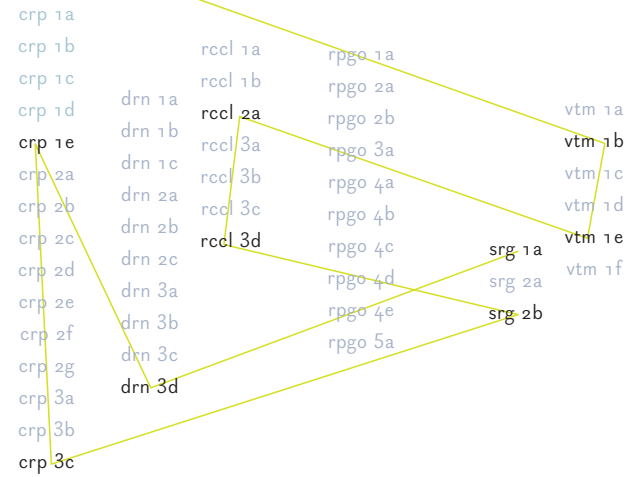 crp 1a
crp 1b
crp 1c
crp 1d
crp 1e
crp 2a
crp 2b
crp 2c
crp 2d
crp 2e
crp 2f
crp 2g
crp 3a
crp 3b
crp 3c
drn 1a
drn 1b
drn 1c
drn 2a
drn 2b
drn 2c
drn 3a
drn 3b
drn 3c
drn 3d
rccl 1a
rccl 1b
rccl 2a
rccl 3a
rccl 3b
rccl 3c
rccl 3d
rpgo 1a
rpgo 2a
rpgo 2b
rpgo 3a
rpgo 4a
rpgo 4b
rpgo 4c
rpgo 4d
rpgo 4e
rpgo 5a
srg 1a
srg 2a
srg 2b
vtm 1a
vtm 1b
vtm 1c
vtm 1d
vtm 1e
vtm 1f